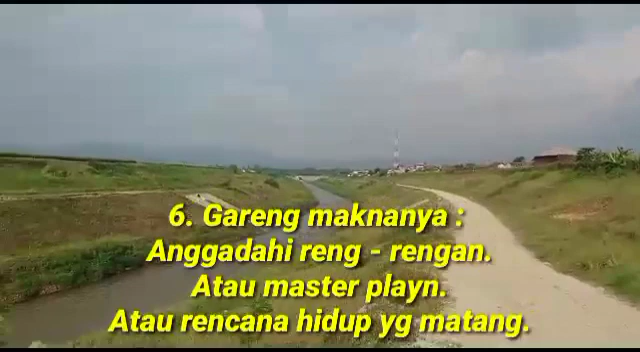 6. Gareng maknanya :
Anggadahi reng - rengan.
Atau master playn.
Atau rencana hidup yg matang.